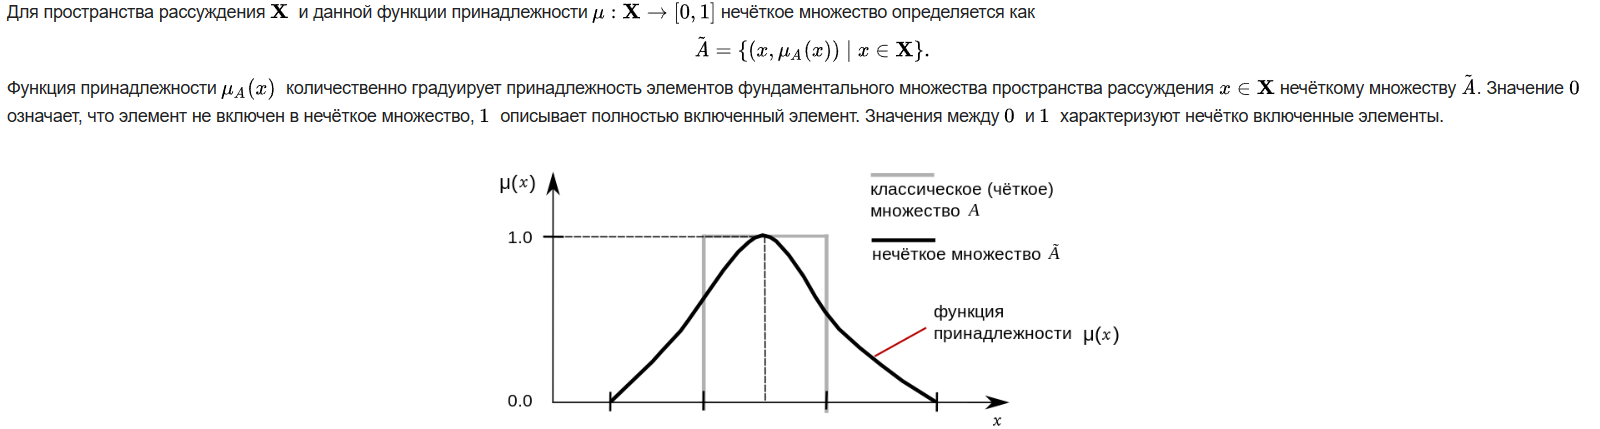 Для пространства рассуждения X и данной функции принадлежности μ : X → [0, 1] нечёткое множество определяется как
Ã = {(x, μ_A(x)) | x ∈ X}.
Функция принадлежности μ_A(x) количественно градуирует принадлежность элементов фундаментального множества пространства рассуждения x ∈ X нечёткому множеству Ã. Значение 0
означает, что элемент не включен в нечёткое множество, 1 описывает полностью включенный элемент. Значения между 0 и 1 характеризуют нечётко включенные элементы.
μ(x)
классическое (чёткое)
множество A
1.0
нечёткое множество Ã
функция
принадлежности μ(x)
0.0
x